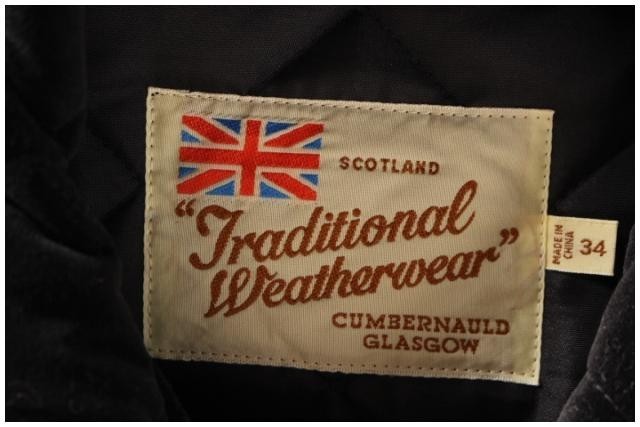 SCOTLAND
“Traditional
Weatherwear”
CUMBERNAULD
GLASGOW
MADE IN
CHINA
34